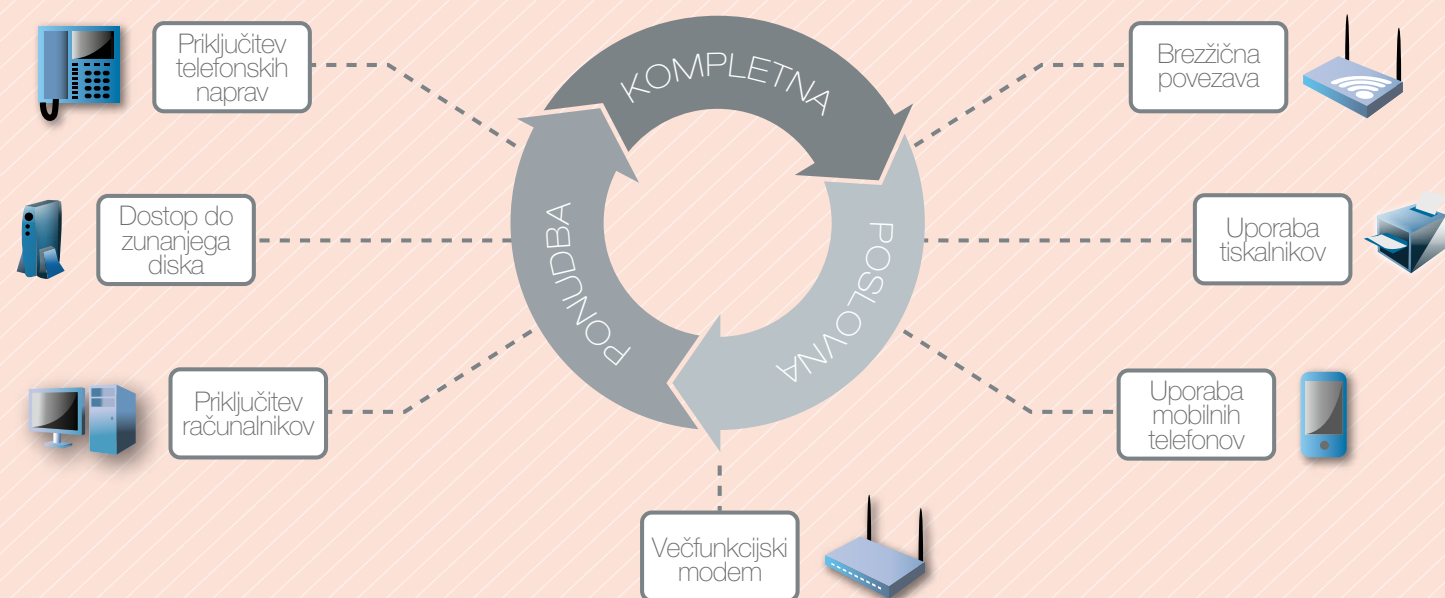 Priključitev
telefonskih
naprav
KOMPLETNA
Brezžična
povezava
Dostop do
zunanjega
diska
PONUDBA
POSLOVNA
Uporaba
tiskalnikov
Priključitev
računalnikov
Uporaba
mobilnih
telefonov
Večfunkcijski
modem